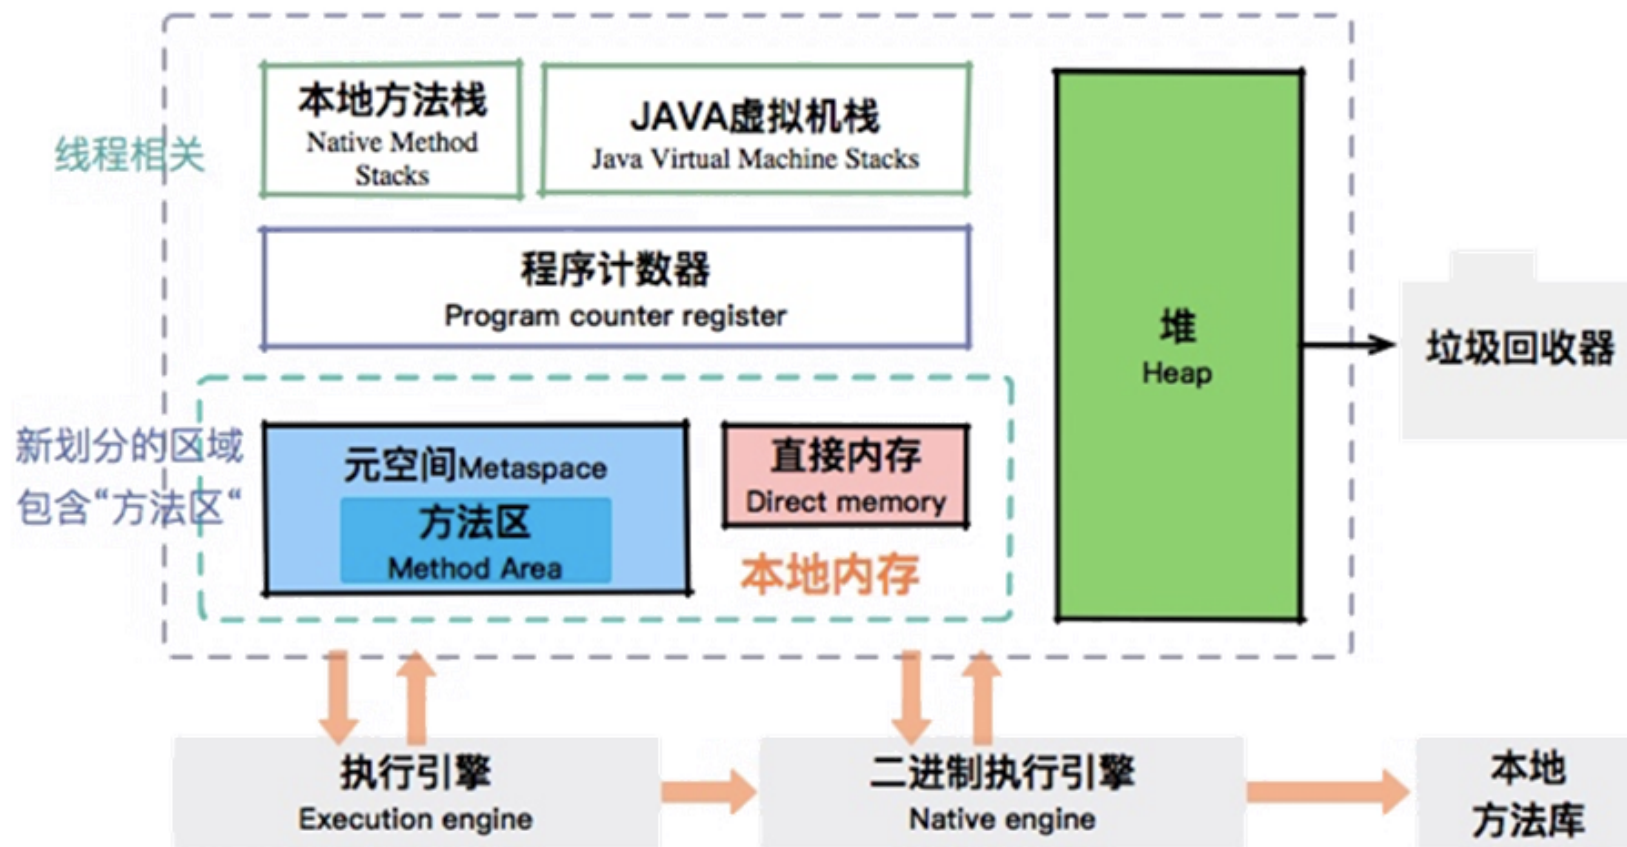 线程相关
本地方法栈
Native Method
Stacks
JAVA虚拟机栈
Java Virtual Machine Stacks
程序计数器
Program counter register
堆
Heap
垃圾回收器
新划分的区域
包含“方法区“
元空间Metaspace
方法区
Method Area
直接内存
Direct memory
本地内存
执行引擎
Execution engine
二进制执行引擎
Native engine
本地
方法库